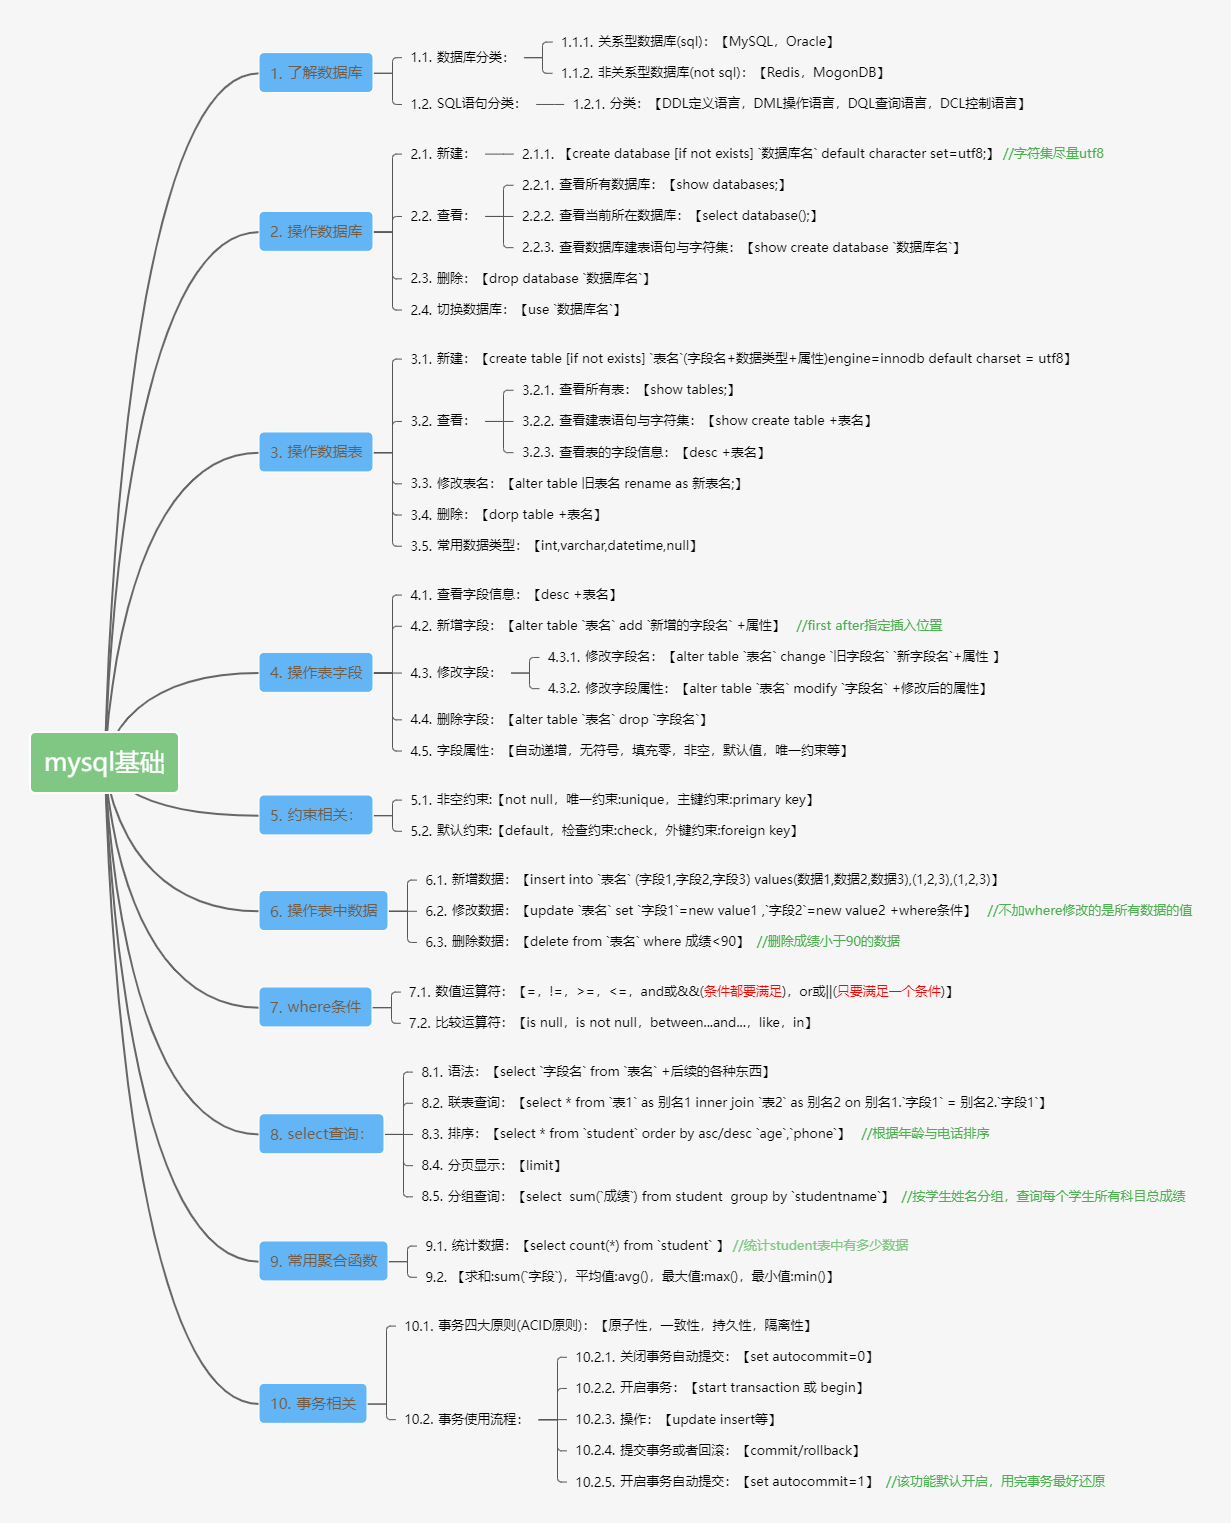 mysql基础
1. 了解数据库
1.1. 数据库分类：
1.1.1. 关系型数据库(sql)：【MySQL，Oracle】
1.1.2. 非关系型数据库(not sql)：【Redis，MogonDB】
1.2. SQL语句分类：
1.2.1. 分类：【DDL定义语言，DML操作语言，DQL查询语言，DCL控制语言】
2. 操作数据库
2.1. 新建：
2.1.1. 【create database [if not exists] `数据库名` default character set=utf8;】 //字符集尽量utf8
2.2. 查看：
2.2.1. 查看所有数据库：【show databases;】
2.2.2. 查看当前所在数据库：【select database();】
2.2.3. 查看数据库建表语句与字符集：【show create database `数据库名`】
2.3. 删除：【drop database `数据库名`】
2.4. 切换数据库：【use `数据库名`】
3. 操作数据表
3.1. 新建：【create table [if not exists] `表名`(字段名+数据类型+属性)engine=innodb default charset = utf8】
3.2. 查看：
3.2.1. 查看所有表：【show tables;】
3.2.2. 查看建表语句与字符集：【show create table +表名】
3.2.3. 查看表的字段信息：【desc +表名】
3.3. 修改表名：【alter table 旧表名 rename as 新表名;】
3.4. 删除：【dorp table +表名】
3.5. 常用数据类型：【int,varchar,datetime,null】
4. 操作表字段
4.1. 查看字段信息：【desc +表名】
4.2. 新增字段：【alter table `表名` add `新增的字段名` +属性】 //first after指定插入位置
4.3. 修改字段：
4.3.1. 修改字段名：【alter table `表名` change `旧字段名` `新字段名`+属性 】
4.3.2. 修改字段属性：【alter table `表名` modify `字段名` +修改后的属性】
4.4. 删除字段：【alter table `表名` drop `字段名`】
4.5. 字段属性：【自动递增，无符号，填充零，非空，默认值，唯一约束等】
5. 约束相关：
5.1. 非空约束:【not null，唯一约束:unique，主键约束:primary key】
5.2. 默认约束:【default，检查约束:check，外键约束:foreign key】
6. 操作表中数据
6.1. 新增数据：【insert into `表名` (字段1,字段2,字段3) values(数据1,数据2,数据3),(1,2,3),(1,2,3)】
6.2. 修改数据：【update `表名` set `字段1`=new value1 ,`字段2`=new value2 +where条件】 //不加where修改的是所有数据的值
6.3. 删除数据：【delete from `表名` where 成绩<90】 //删除成绩小于90的数据
7. where条件
7.1. 数值运算符：【=，!=，>=，<=，and或&&(条件都要满足)，or或||(只要满足一个条件)】
7.2. 比较运算符：【is null，is not null，between...and...，like，in】
8. select查询：
8.1. 语法：【select `字段名` from `表名` +后续的各种东西】
8.2. 联表查询：【select * from `表1` as 别名1 inner join `表2` as 别名2 on 别名1.`字段1` = 别名2.`字段1`】
8.3. 排序：【select * from `student` order by asc/desc `age`,`phone`】 //根据年龄与电话排序
8.4. 分页显示：【limit】
8.5. 分组查询：【select  sum(`成绩`) from student  group by `studentname`】 //按学生姓名分组，查询每个学生所有科目总成绩
9. 常用聚合函数
9.1. 统计数据：【select count(*) from `student` 】 //统计student表中有多少数据
9.2. 【求和:sum(`字段`)，平均值:avg()，最大值:max()，最小值:min()】
10. 事务相关
10.1. 事务四大原则(ACID原则)：【原子性，一致性，持久性，隔离性】
10.2. 事务使用流程：
10.2.1. 关闭事务自动提交：【set autocommit=0】
10.2.2. 开启事务：【start transaction 或 begin】
10.2.3. 操作：【update insert等】
10.2.4. 提交事务或者回滚：【commit/rollback】
10.2.5. 开启事务自动提交：【set autocommit=1】 //该功能默认开启，用完事务最好还原